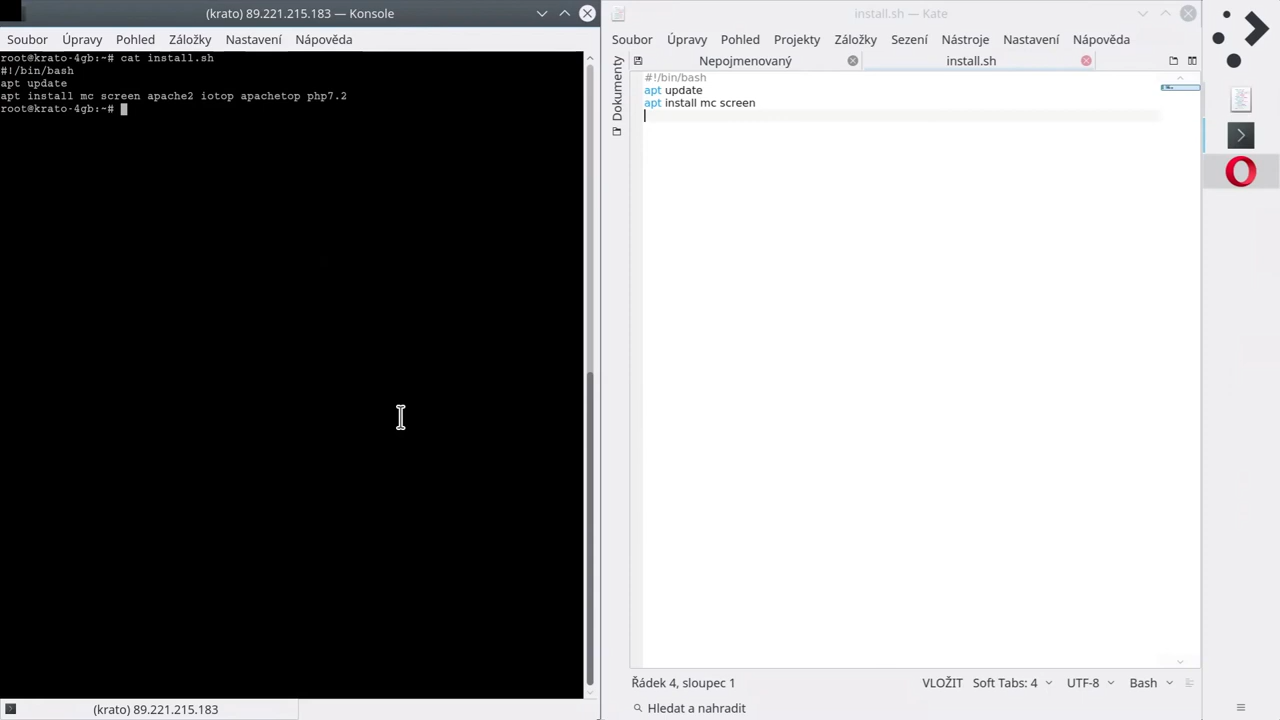 (krato) 89.221.215.183 — Konsole
Soubor Úpravy Pohled Záložky Nastavení Nápověda
root@krato-4gb:~# cat install.sh
#!/bin/bash
apt update
apt install mc screen apache2 iotop apachetop php7.2
root@krato-4gb:~#
(krato) 89.221.215.183
install.sh — Kate
Soubor Úpravy Pohled Projekty Záložky Sezení Nástroje Nastavení Nápověda
Nepojmenovaný install.sh
Dokumenty
#!/bin/bash
apt update
apt install mc screen
Řádek 4, sloupec 1 VLOŽIT Soft Tabs: 4 UTF-8 Bash
Hledat a nahradit